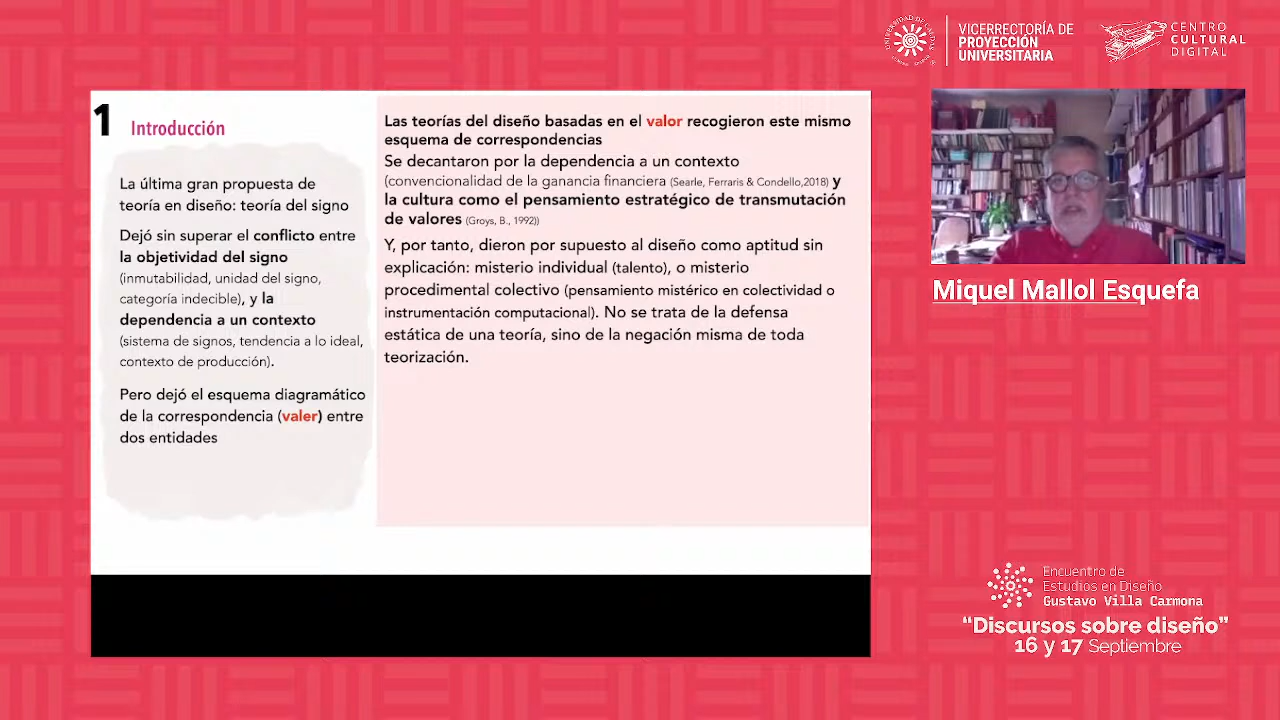 VICERRECTORÍA DE
PROYECCIÓN
UNIVERSITARIA
CENTRO
CULTURAL
DIGITAL
1 Introducción
La última gran propuesta de
teoría en diseño: teoría del signo
Dejó sin superar el conflicto entre
la objetividad del signo
(inmutabilidad, unidad del signo,
categoría indecible), y la
dependencia a un contexto
(sistema de signos, tendencia a lo ideal,
contexto de producción).
Pero dejó el esquema diagramático
de la correspondencia (valer) entre
dos entidades
Las teorías del diseño basadas en el valor recogieron este mismo
esquema de correspondencias
Se decantaron por la dependencia a un contexto
(convencionalidad de la ganancia financiera (Searle, Ferraris & Condello,2018) y
la cultura como el pensamiento estratégico de transmutación
de valores (Groys, B., 1992))
Y, por tanto, dieron por supuesto al diseño como aptitud sin
explicación: misterio individual (talento), o misterio
procedimental colectivo (pensamiento mistérico en colectividad o
instrumentación computacional). No se trata de la defensa
estática de una teoría, sino de la negación misma de toda
teorización.
Miquel Mallol Esquefa
Encuentro de
Estudios en Diseño
Gustavo Villa Carmona
“Discursos sobre diseño”
16 y 17 Septiembre